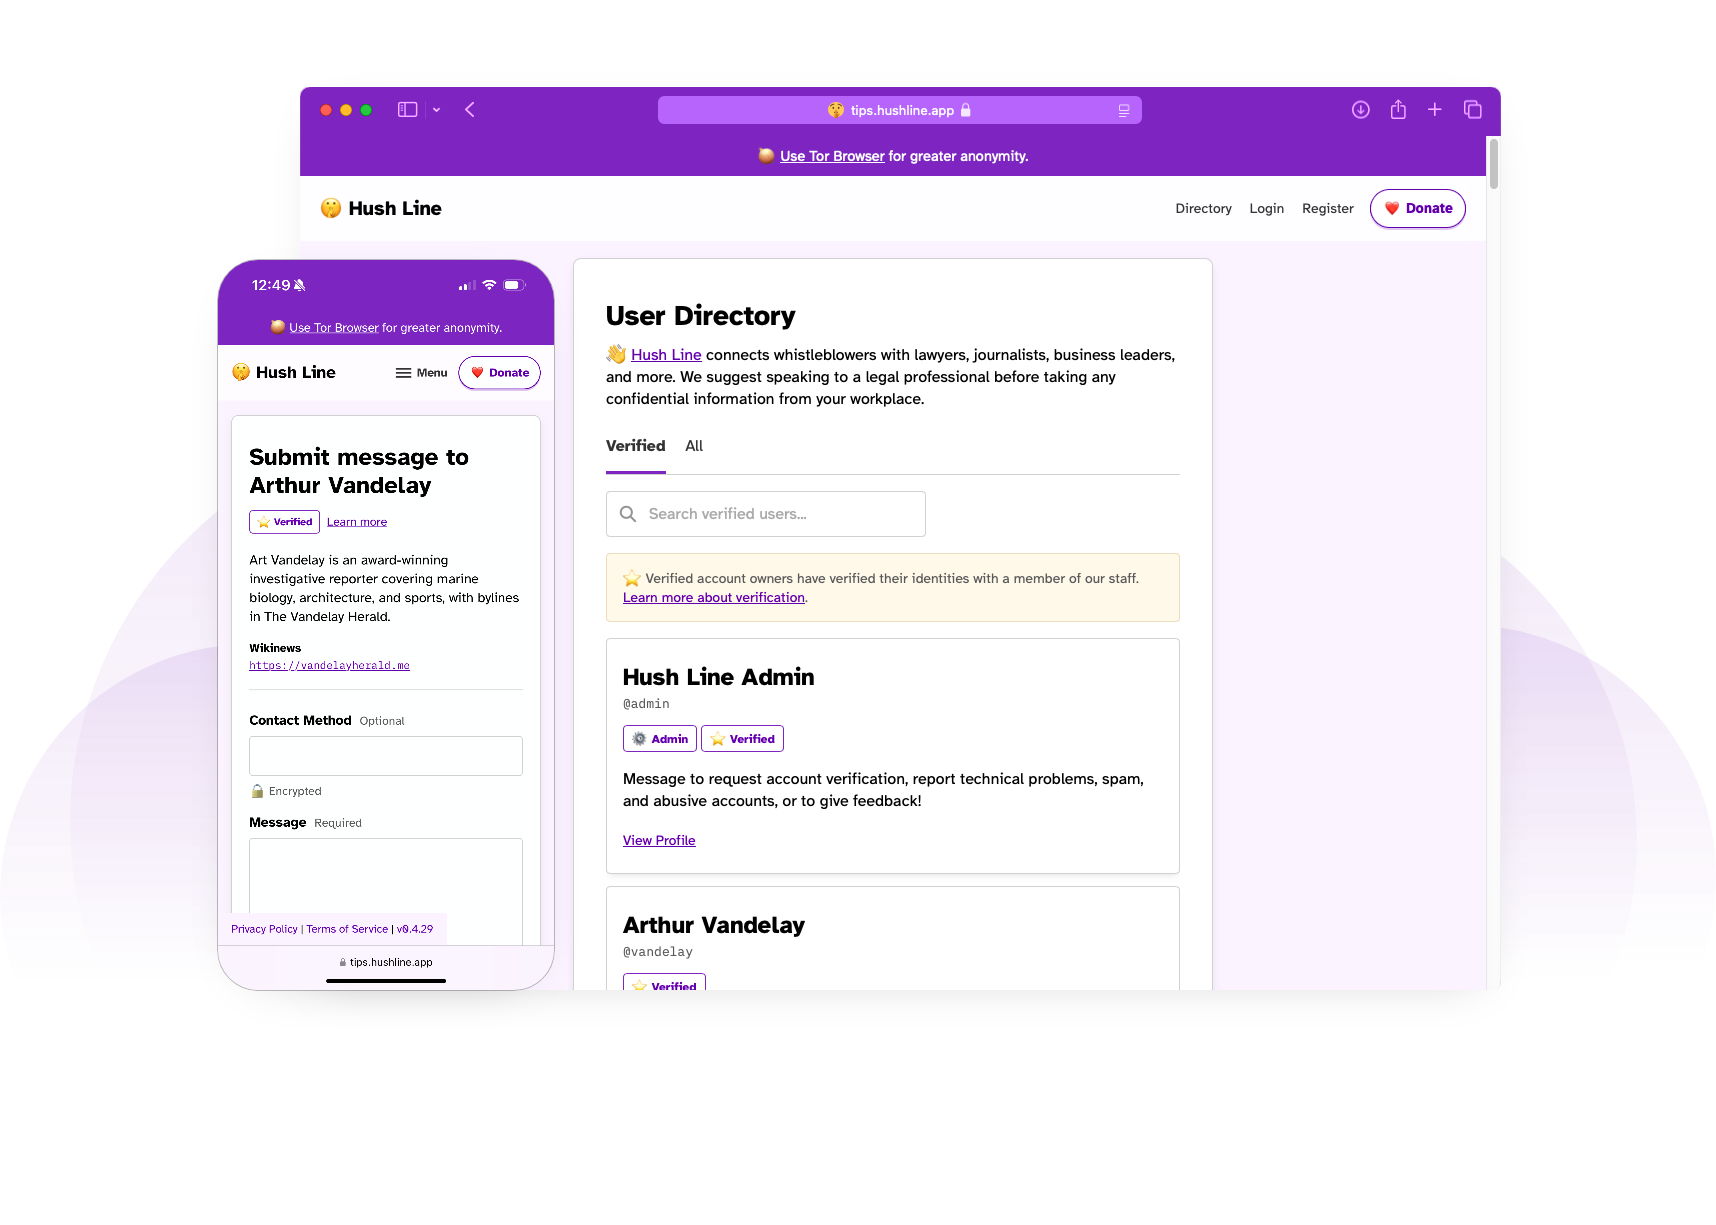 tips.hushline.app
Use Tor Browser for greater anonymity.
Hush Line
Directory Login Register Donate
User Directory
Hush Line connects whistleblowers with lawyers, journalists, business leaders,
and more. We suggest speaking to a legal professional before taking any
confidential information from your workplace.
Verified All
Search verified users...
Verified account owners have verified their identities with a member of our staff.
Learn more about verification.
Hush Line Admin
@admin
Admin Verified
Message to request account verification, report technical problems, spam,
and abusive accounts, or to give feedback!
View Profile
Arthur Vandelay
@vandelay
Verified
12:49
Use Tor Browser for greater anonymity.
Hush Line Menu Donate
Submit message to
Arthur Vandelay
Verified Learn more
Art Vandelay is an award-winning
investigative reporter covering marine
biology, architecture, and sports, with bylines
in The Vandelay Herald.
Wikinews
https://vandelayherald.me
Contact Method Optional
Encrypted
Message Required
Privacy Policy | Terms of Service | v0.4.29
tips.hushline.app